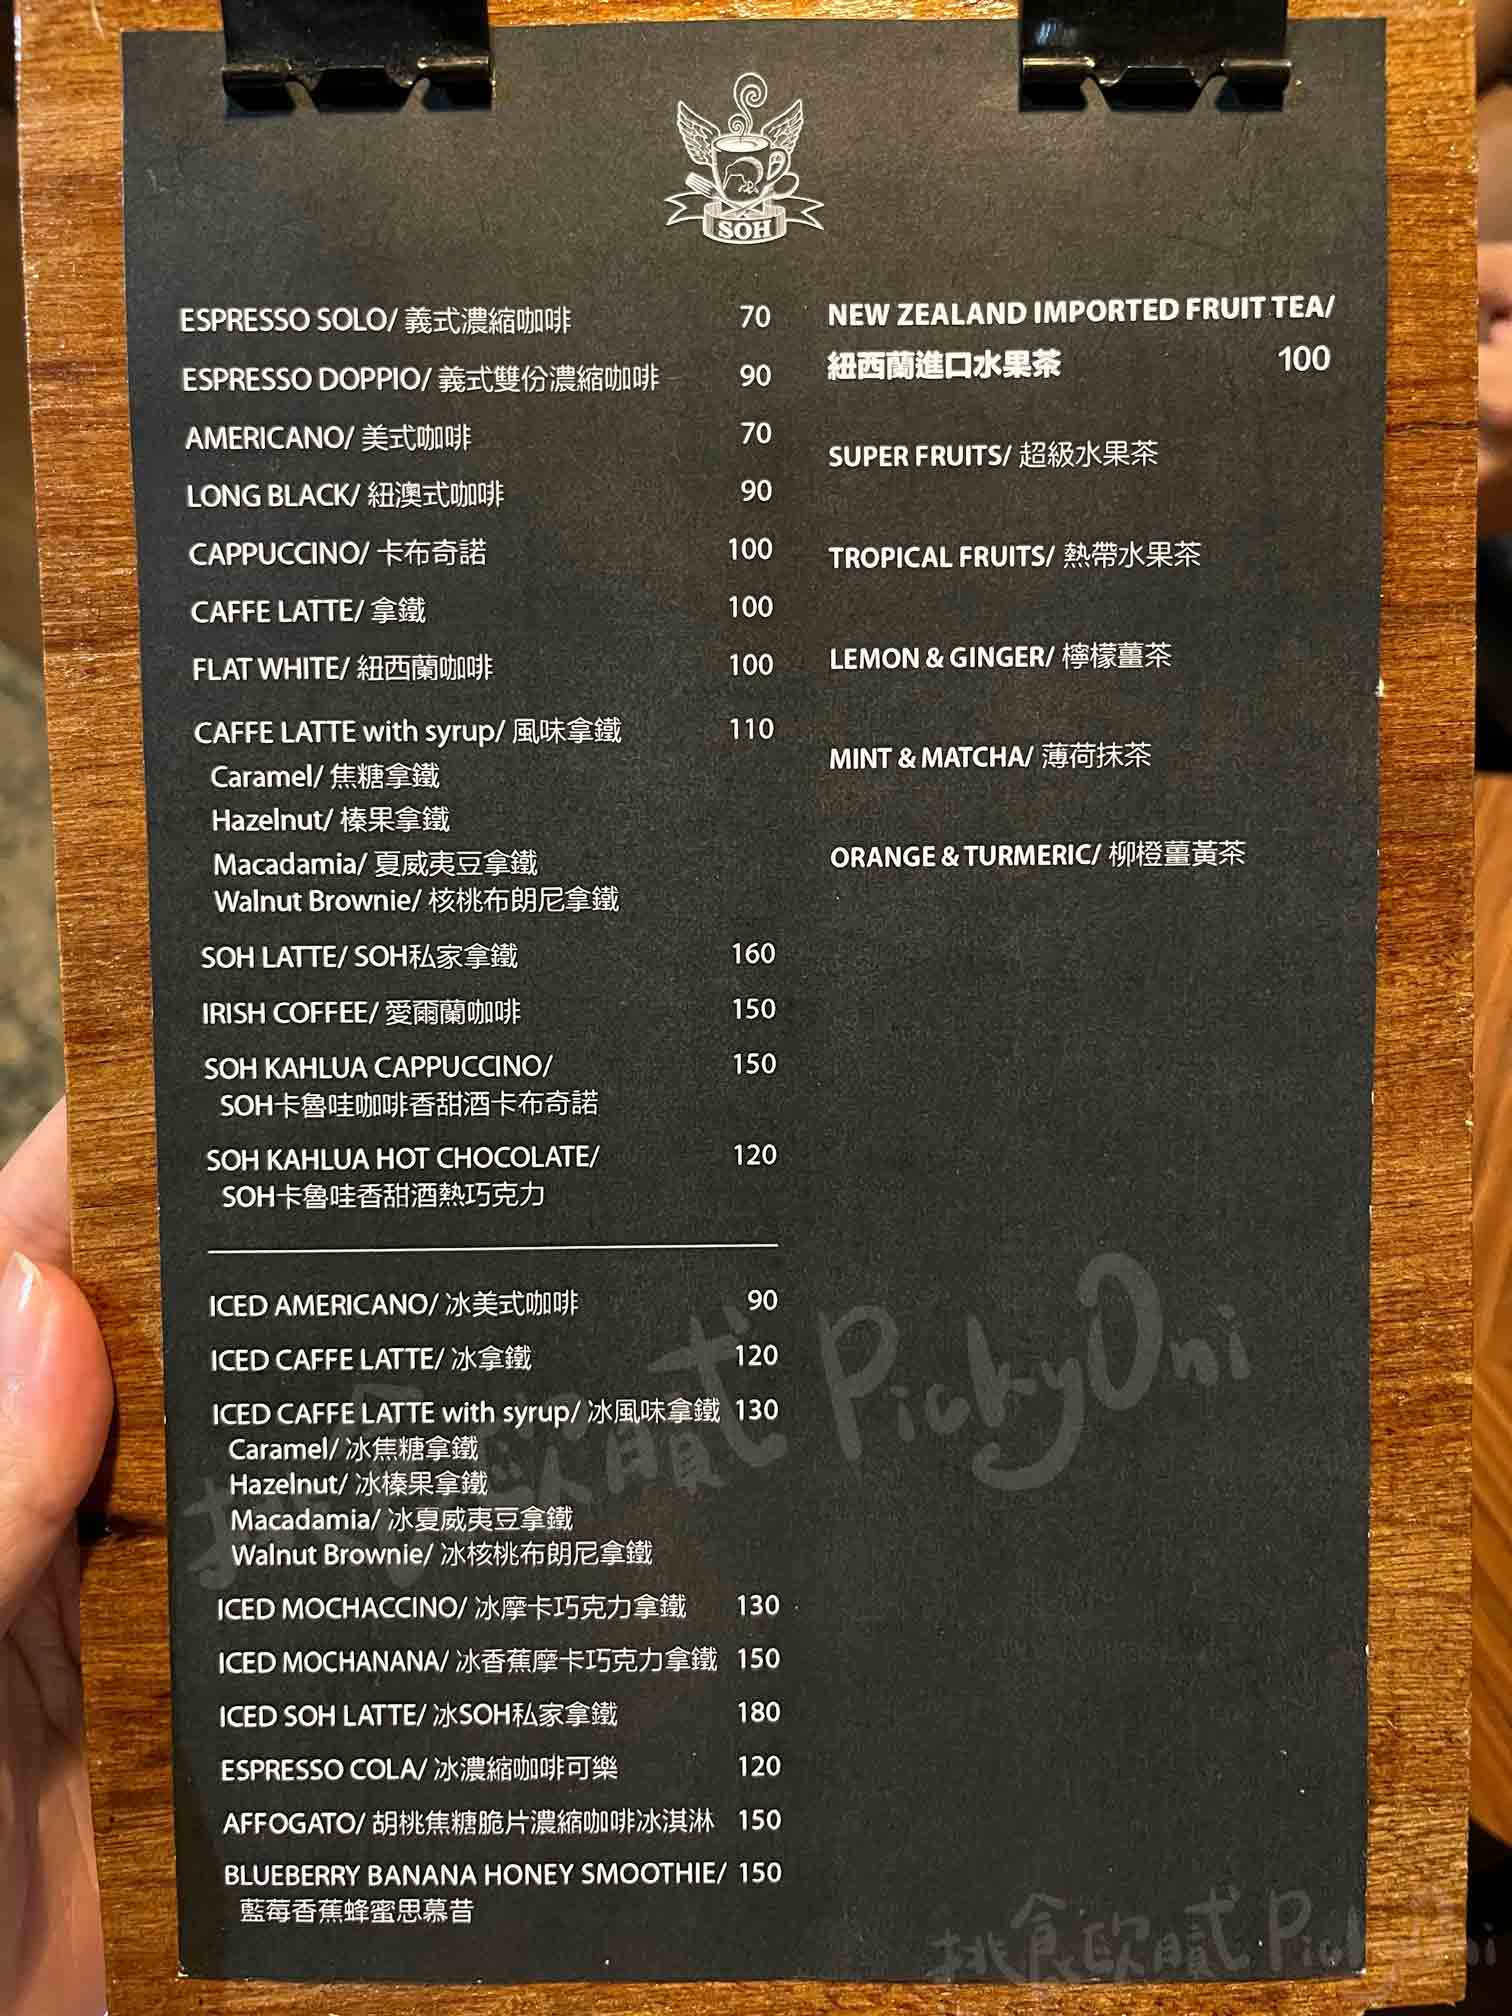 SOH
ESPRESSO SOLO/ 義式濃縮咖啡 70
ESPRESSO DOPPIO/ 義式雙份濃縮咖啡 90
AMERICANO/ 美式咖啡 70
LONG BLACK/ 紐澳式咖啡 90
CAPPUCCINO/ 卡布奇諾 100
CAFFE LATTE/ 拿鐵 100
FLAT WHITE/ 紐西蘭咖啡 100
CAFFE LATTE with syrup/ 風味拿鐵 110
Caramel/ 焦糖拿鐵
Hazelnut/ 榛果拿鐵
Macadamia/ 夏威夷豆拿鐵
Walnut Brownie/ 核桃布朗尼拿鐵
SOH LATTE/ SOH私家拿鐵 160
IRISH COFFEE/ 愛爾蘭咖啡 150
SOH KAHLUA CAPPUCCINO/ 150
SOH卡魯哇咖啡香甜酒卡布奇諾
SOH KAHLUA HOT CHOCOLATE/ 120
SOH卡魯哇香甜酒熱巧克力
ICED AMERICANO/ 冰美式咖啡 90
ICED CAFFE LATTE/ 冰拿鐵 120
ICED CAFFE LATTE with syrup/ 冰風味拿鐵 130
Caramel/ 冰焦糖拿鐵
Hazelnut/ 冰榛果拿鐵
Macadamia/ 冰夏威夷豆拿鐵
Walnut Brownie/ 冰核桃布朗尼拿鐵
ICED MOCHACCINO/ 冰摩卡巧克力拿鐵 130
ICED MOCHANANA/ 冰香蕉摩卡巧克力拿鐵 150
ICED SOH LATTE/ 冰SOH私家拿鐵 180
ESPRESSO COLA/ 冰濃縮咖啡可樂 120
AFFOGATO/ 胡桃焦糖脆片濃縮咖啡冰淇淋 150
BLUEBERRY BANANA HONEY SMOOTHIE/ 150
藍莓香蕉蜂蜜思慕昔
NEW ZEALAND IMPORTED FRUIT TEA/
紐西蘭進口水果茶 100
SUPER FRUITS/ 超級水果茶
TROPICAL FRUITS/ 熱帶水果茶
LEMON & GINGER/ 檸檬薑茶
MINT & MATCHA/ 薄荷抹茶
ORANGE & TURMERIC/ 柳橙薑黃茶
挑食飲膩式 PickyOni
挑食飲膩式 PickyOni